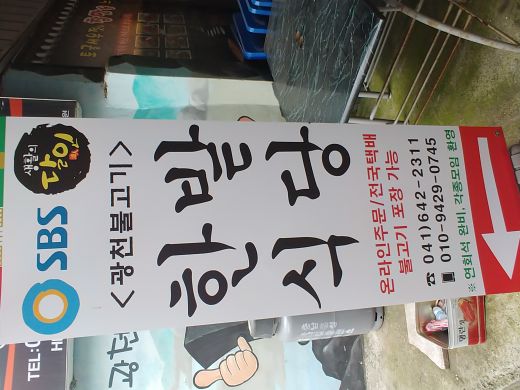 SBS
생활의
달인
<광천불고기>
한밭
식당
온라인주문/전국택배
불고기 포장 가능
☎ 041)642-2311
010-9429-0745
※ 연회석 완비, 각종모임 환영
TEL:0